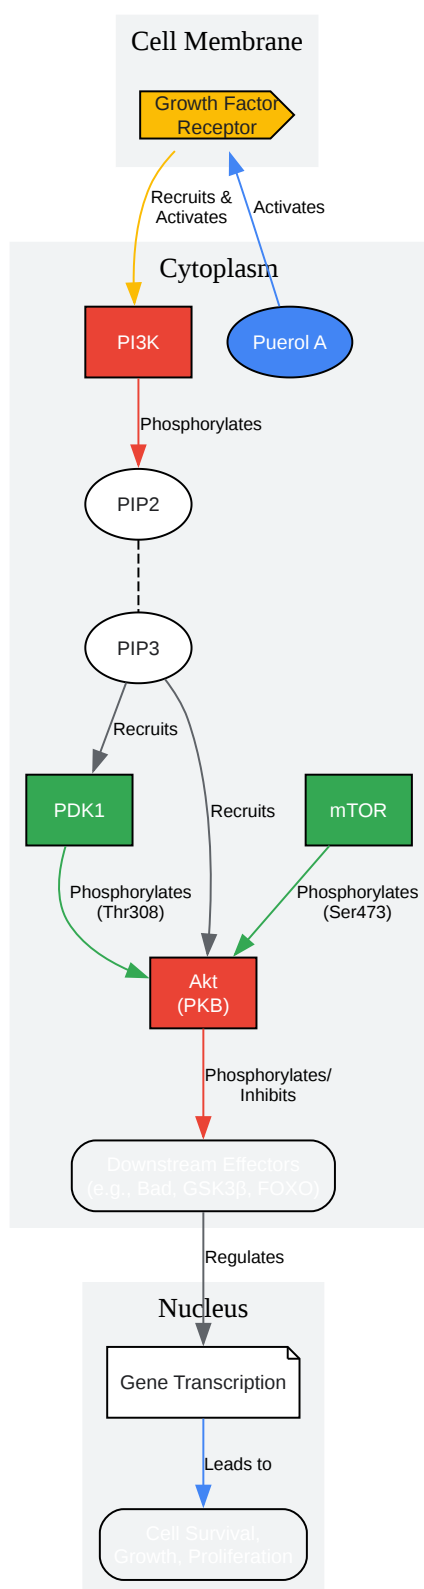 Cell Membrane
Growth Factor
Receptor
Recruits &
Activates
Activates
Cytoplasm
PI3K
Puerol A
Phosphorylates
PIP2
PIP3
Recruits
PDK1
Recruits
mTOR
Phosphorylates
(Thr308)
Phosphorylates
(Ser473)
Akt
(PKB)
Phosphorylates/
Inhibits
Downstream Effectors
(e.g., Bad, GSK3β, FOXO)
Regulates
Nucleus
Gene Transcription
Leads to
Cell Survival,
Growth, Proliferation